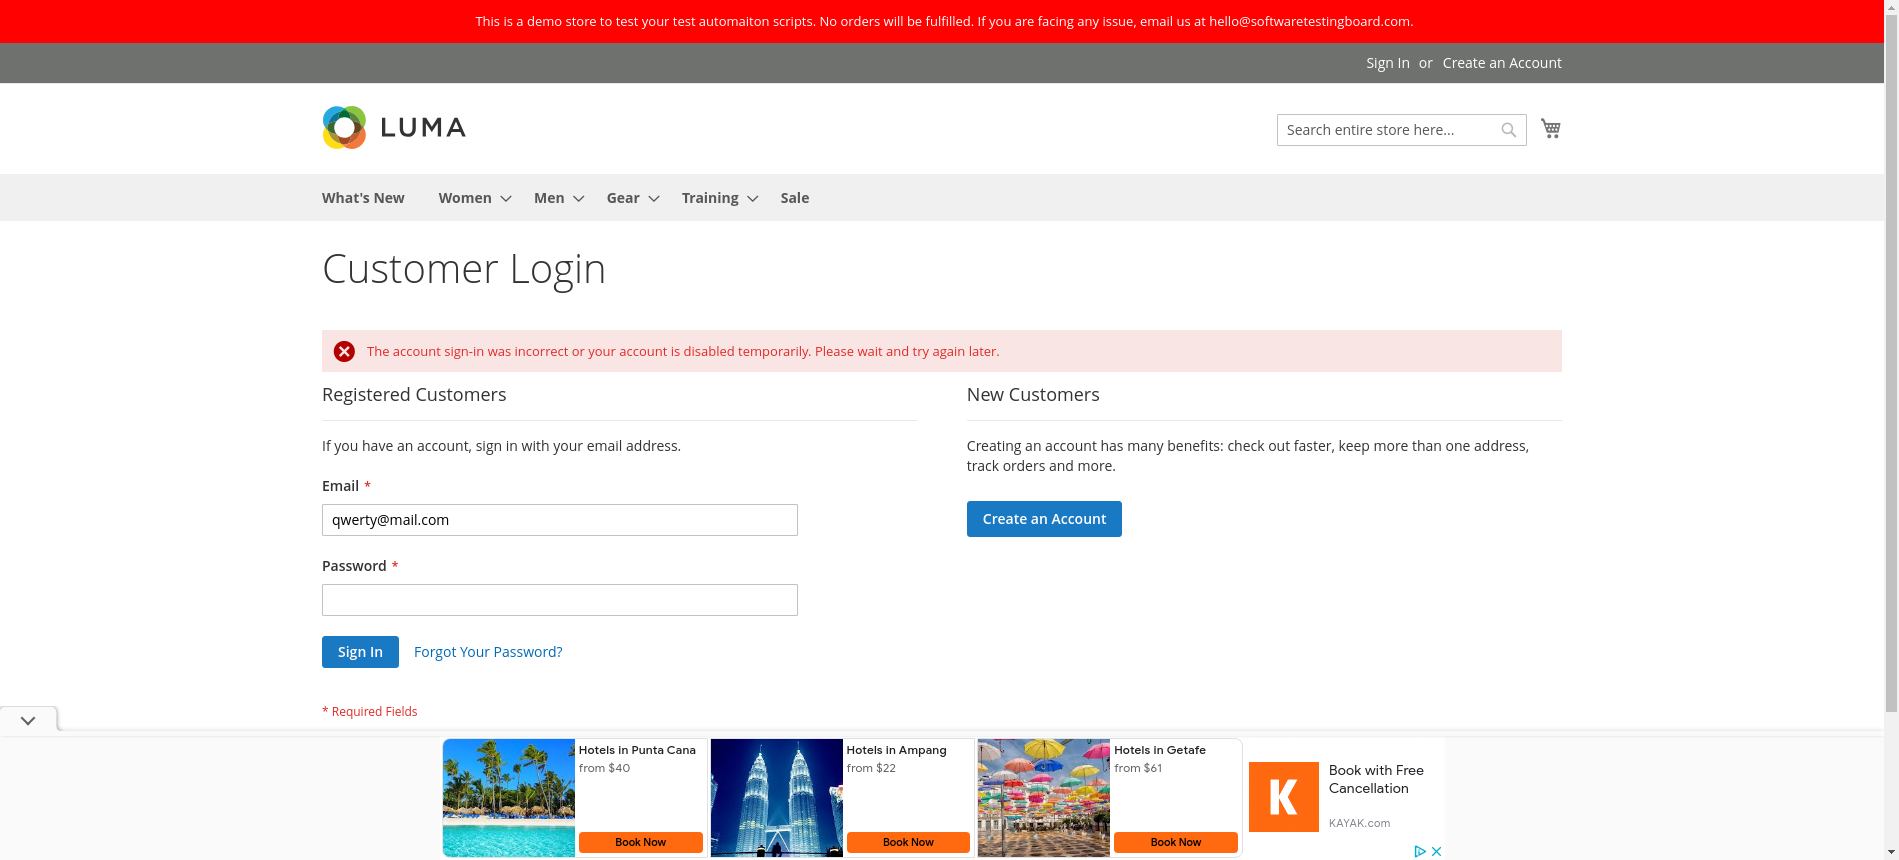 This is a demo store to test your test automaiton scripts. No orders will be fulfilled. If you are facing any issue, email us at hello@softwaretestingboard.com.
Sign In or Create an Account
LUMA
Search entire store here...
What's New Women Men Gear Training Sale
Customer Login
The account sign-in was incorrect or your account is disabled temporarily. Please wait and try again later.
Registered Customers
If you have an account, sign in with your email address.
Email *
qwerty@mail.com
Password *
Sign In Forgot Your Password?
* Required Fields
New Customers
Creating an account has many benefits: check out faster, keep more than one address,
track orders and more.
Create an Account
Hotels in Punta Cana
from $40
Book Now
Hotels in Ampang
from $22
Book Now
Hotels in Getafe
from $61
Book Now
K
Book with Free
Cancellation
KAYAK.com